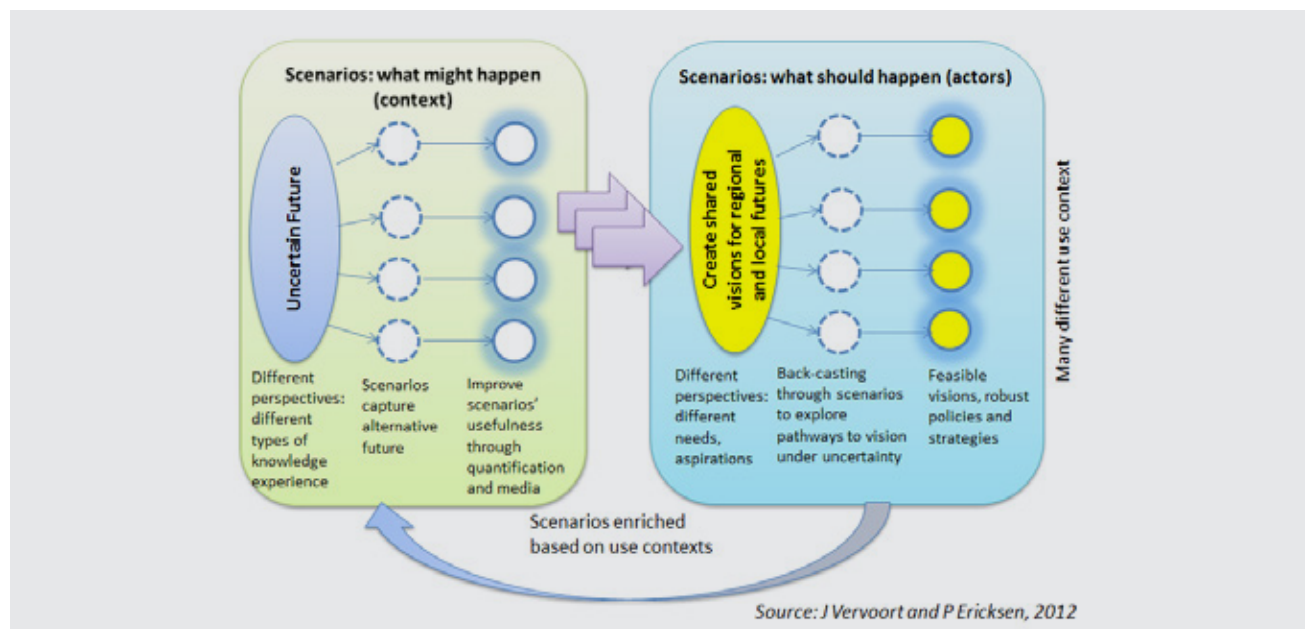 Scenarios: what might happen
(context)
Uncertain Future
Different
perspectives:
different
types of
knowledge
experience
Scenarios
capture
alternative
future
Improve
scenarios'
usefulness
through
quantification
and media
Scenarios: what should happen (actors)
Create shared
visions for regional
and local futures
Different
perspectives:
different
needs,
aspirations
Back-casting
through scenarios
to explore
pathways to vision
under uncertainty
Feasible
visions, robust
policies and
strategies
Many different use context
Scenarios enriched
based on use contexts
Source: J Vervoort and P Ericksen, 2012